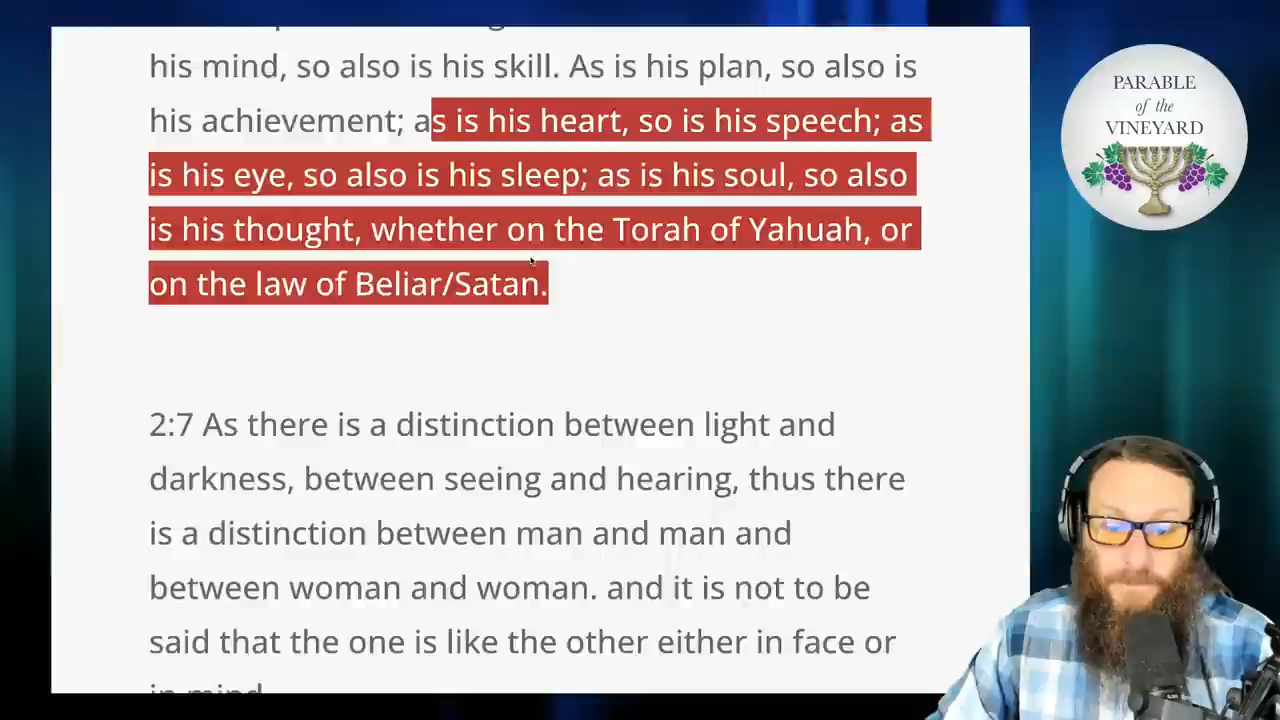 his mind, so also is his skill. As is his plan, so also is
his achievement; as is his heart, so is his speech; as
is his eye, so also is his sleep; as is his soul, so also
is his thought, whether on the Torah of Yahuah, or
on the law of Beliar/Satan.
2:7 As there is a distinction between light and
darkness, between seeing and hearing, thus there
is a distinction between man and man and
between woman and woman. and it is not to be
said that the one is like the other either in face or
in mind.
PARABLE
of the
VINEYARD